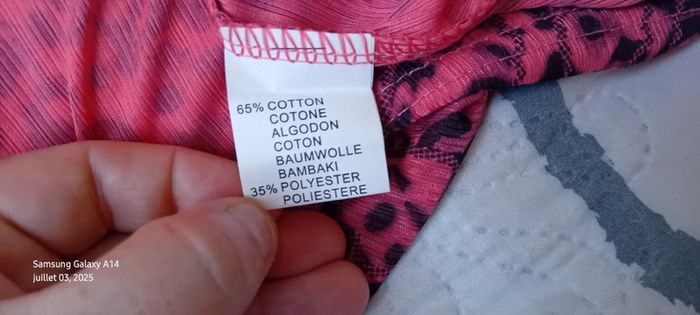 65% COTTON
COTONE
ALGODON
COTON
BAUMWOLLE
BAMBAKI
35% POLYESTER
POLIESTERE
Samsung Galaxy A14
juillet 03, 2025